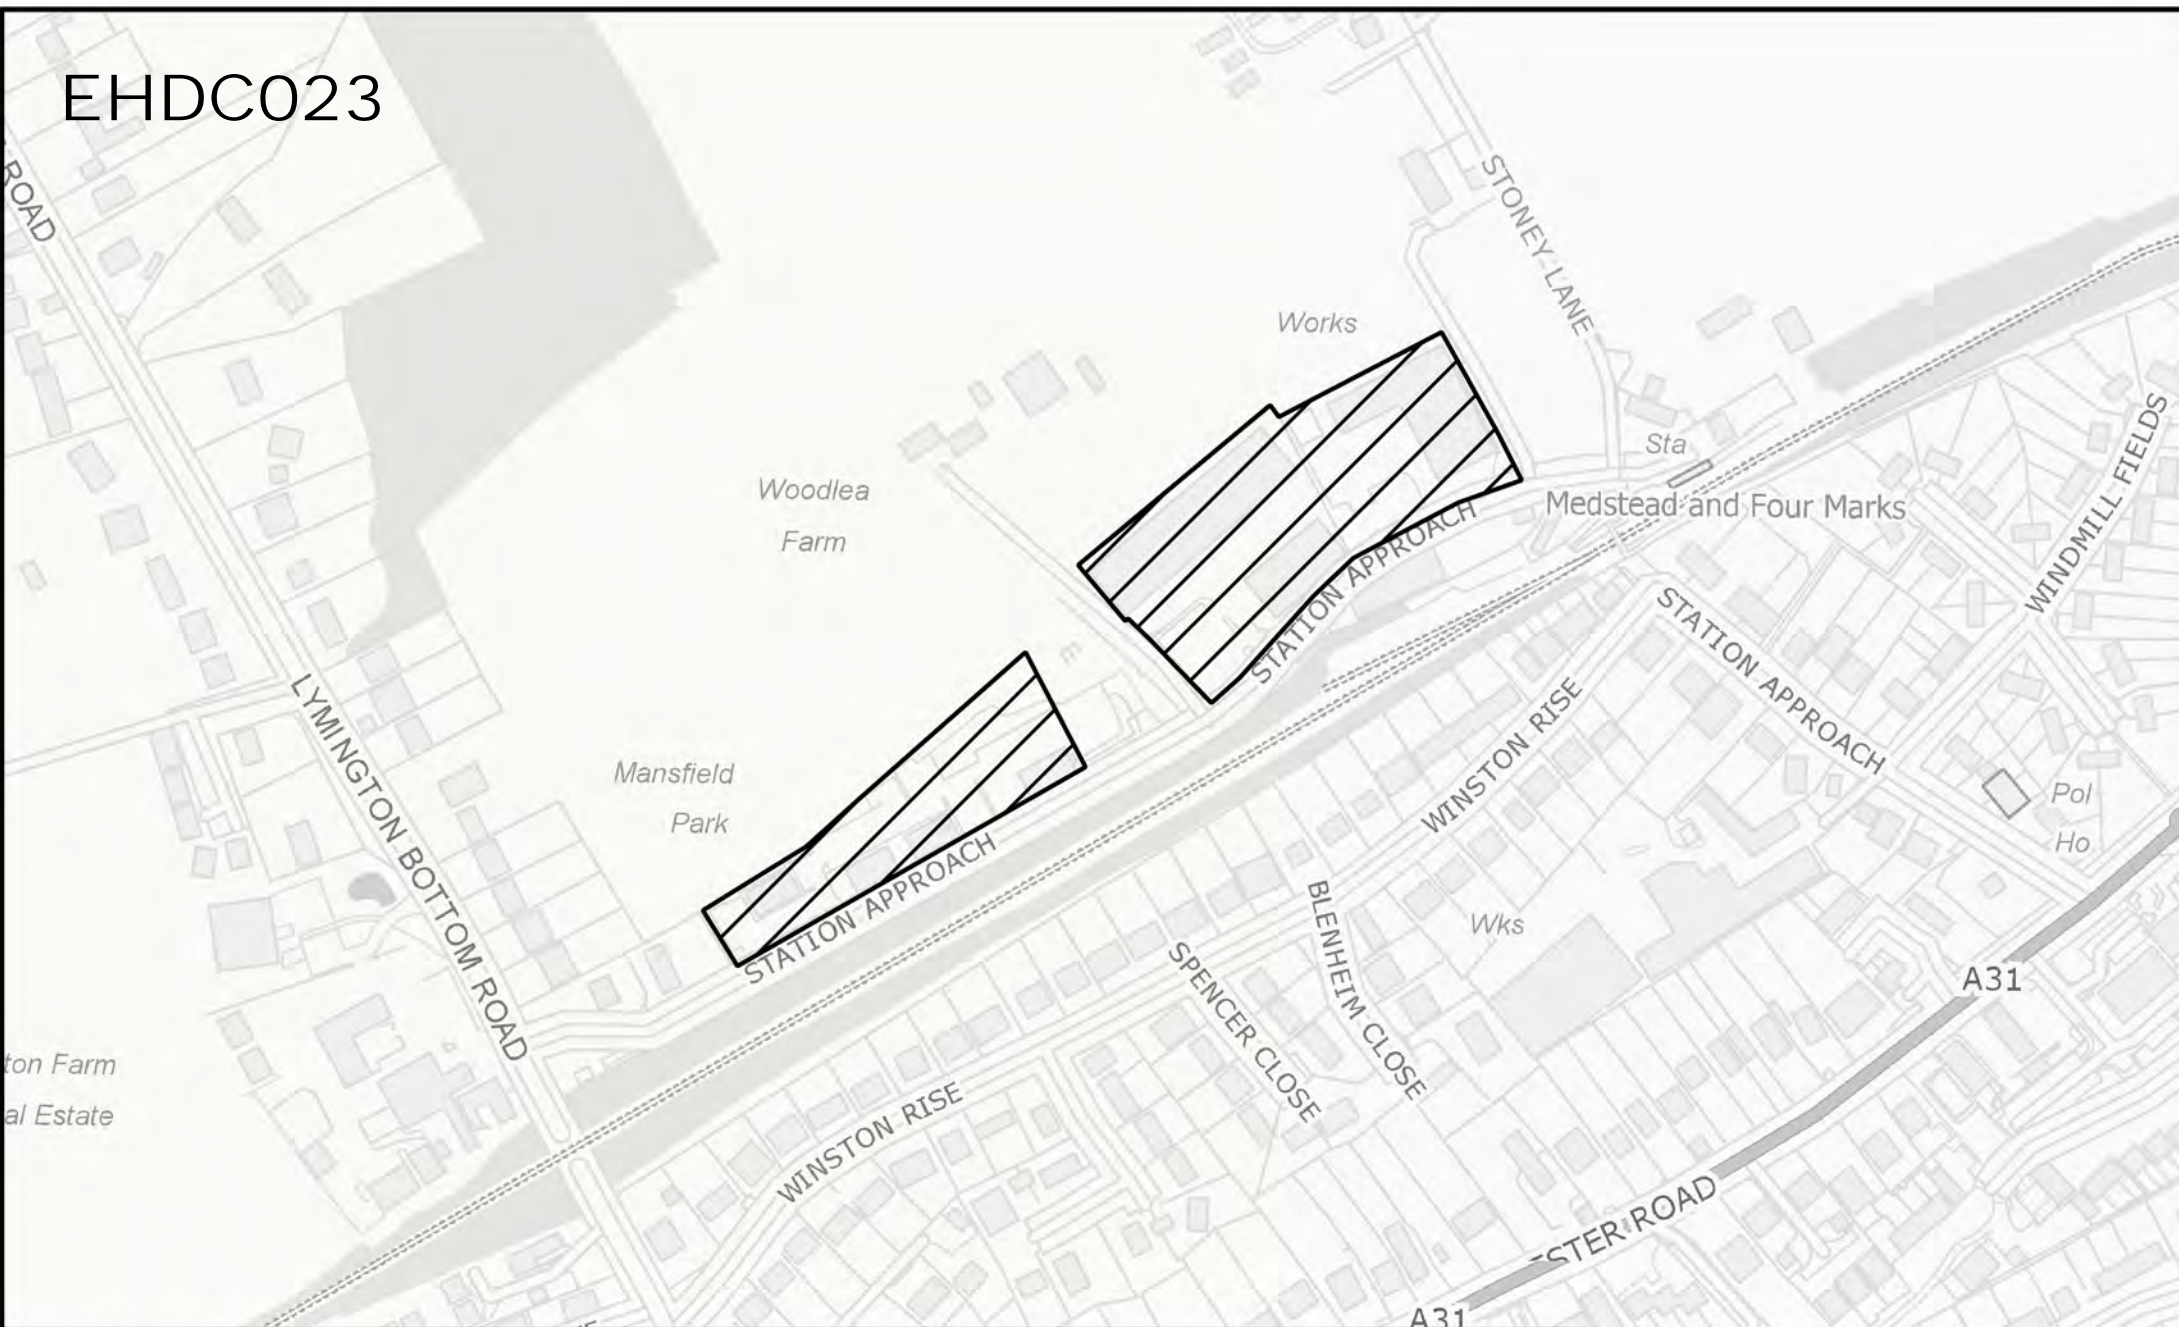 EHDC023
ROAD
STONEY LANE
Works
Sta
Medstead and Four Marks
WINDMILL FIELDS
Woodlea
Farm
STATION APPROACH
STATION APPROACH
LYMINGTON BOTTOM ROAD
Mansfield
Park
WINSTON RISE
Pol
Ho
STATION APPROACH
BLENHEIM CLOSE
Wks
SPENCER CLOSE
A31
ton Farm
al Estate
WINSTON RISE
STER ROAD
A31